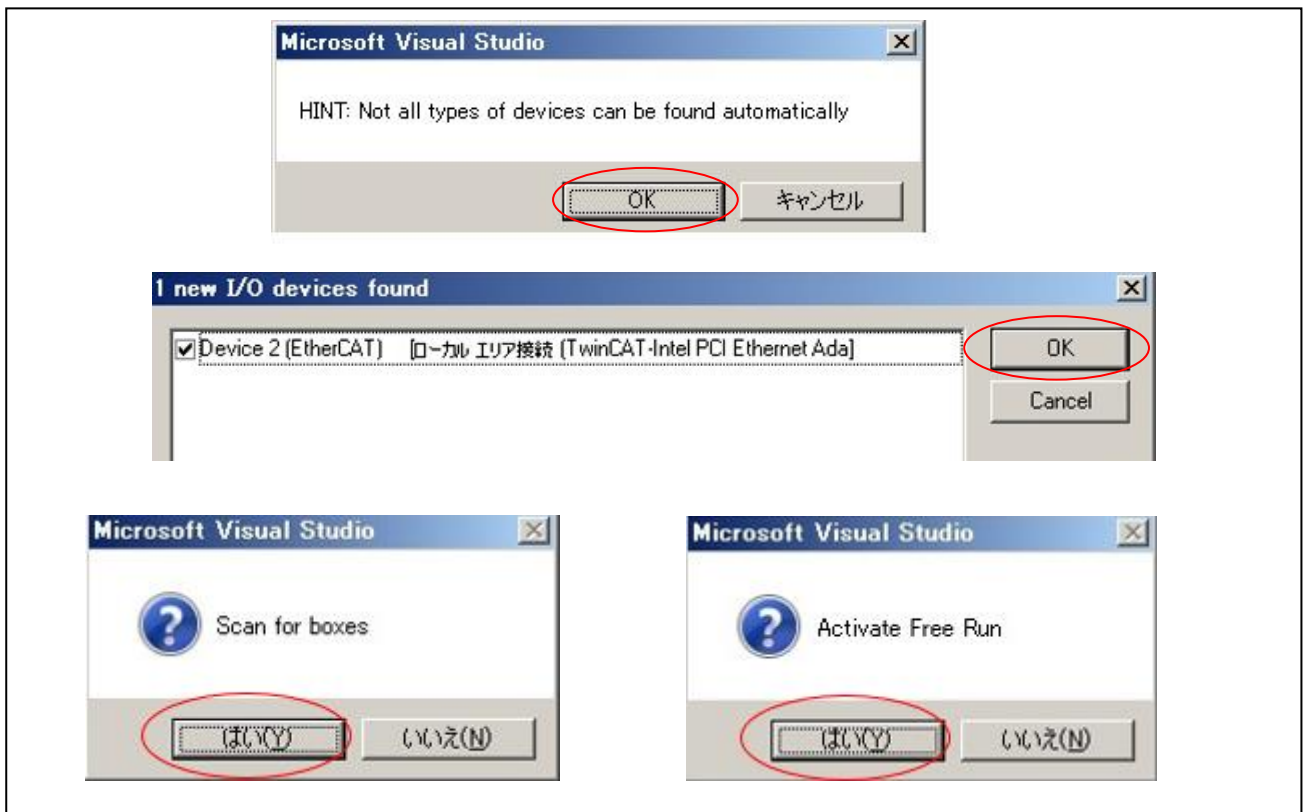 Microsoft Visual Studio
HINT: Not all types of devices can be found automatically
OK キャンセル
1 new I/O devices found
Device 2 (EtherCAT) [ローカル エリア接続 (TwinCAT-Intel PCI Ethernet Ada]
OK
Cancel
Microsoft Visual Studio
Scan for boxes
はい(Y) いいえ(N)
Microsoft Visual Studio
Activate Free Run
はい(Y) いいえ(N)